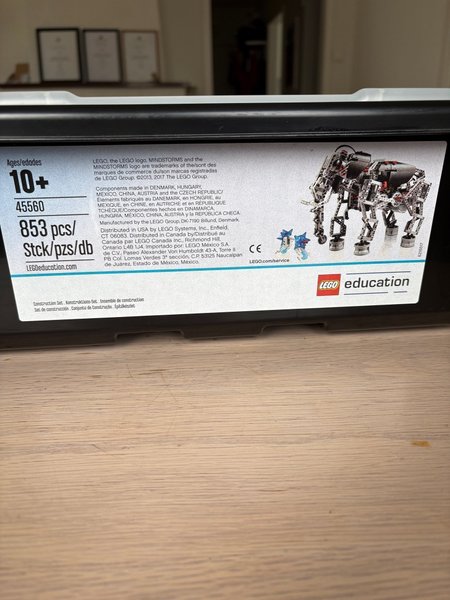 Ages/edades
10+
45560
853 pcs/
Stck/pzs/db
LEGOeducation.com
LEGO, the LEGO logo, MINDSTORMS and the
MINDSTORMS logo are trademarks of the/sont des
marques de commerce du/son marcas registradas
de LEGO Group. ©2013, 2017 The LEGO Group.
Components made in DENMARK, HUNGARY,
MEXICO, CHINA, AUSTRIA and the CZECH REPUBLIC/
Éléments fabriqués au DANEMARK, en HONGRIE, au
MEXIQUE, en CHINE, en AUTRICHE et en RÉPUBLIQUE
TCHÈQUE/Componentes hechos en DINAMARCA,
HUNGRÍA, MÉXICO, CHINA, AUSTRIA y la REPÚBLICA CHECA.
Manufactured by the LEGO Group, DK-7190 Billund, Denmark.
Distributed in USA by LEGO Systems, Inc., Enfield,
CT 06083. Distributed in Canada by/Distribué au
Canada par LEGO Canada Inc., Richmond Hill,
Ontario L4B 1J4. Importado por: LEGO México S.A.
de C.V., Paseo Alexander Von Humboldt 43-A, Torre II
PB Col. Lomas Verdes 3ª sección, C.P. 53125 Naucalpan
de Juárez, Estado de México, México.
CE
LEGO.com/service
LEGO education
Construction Set. Konstruktions-Set. Ensemble de construction.
Set de construcción. Conjunto de Construção. Építőkészlet